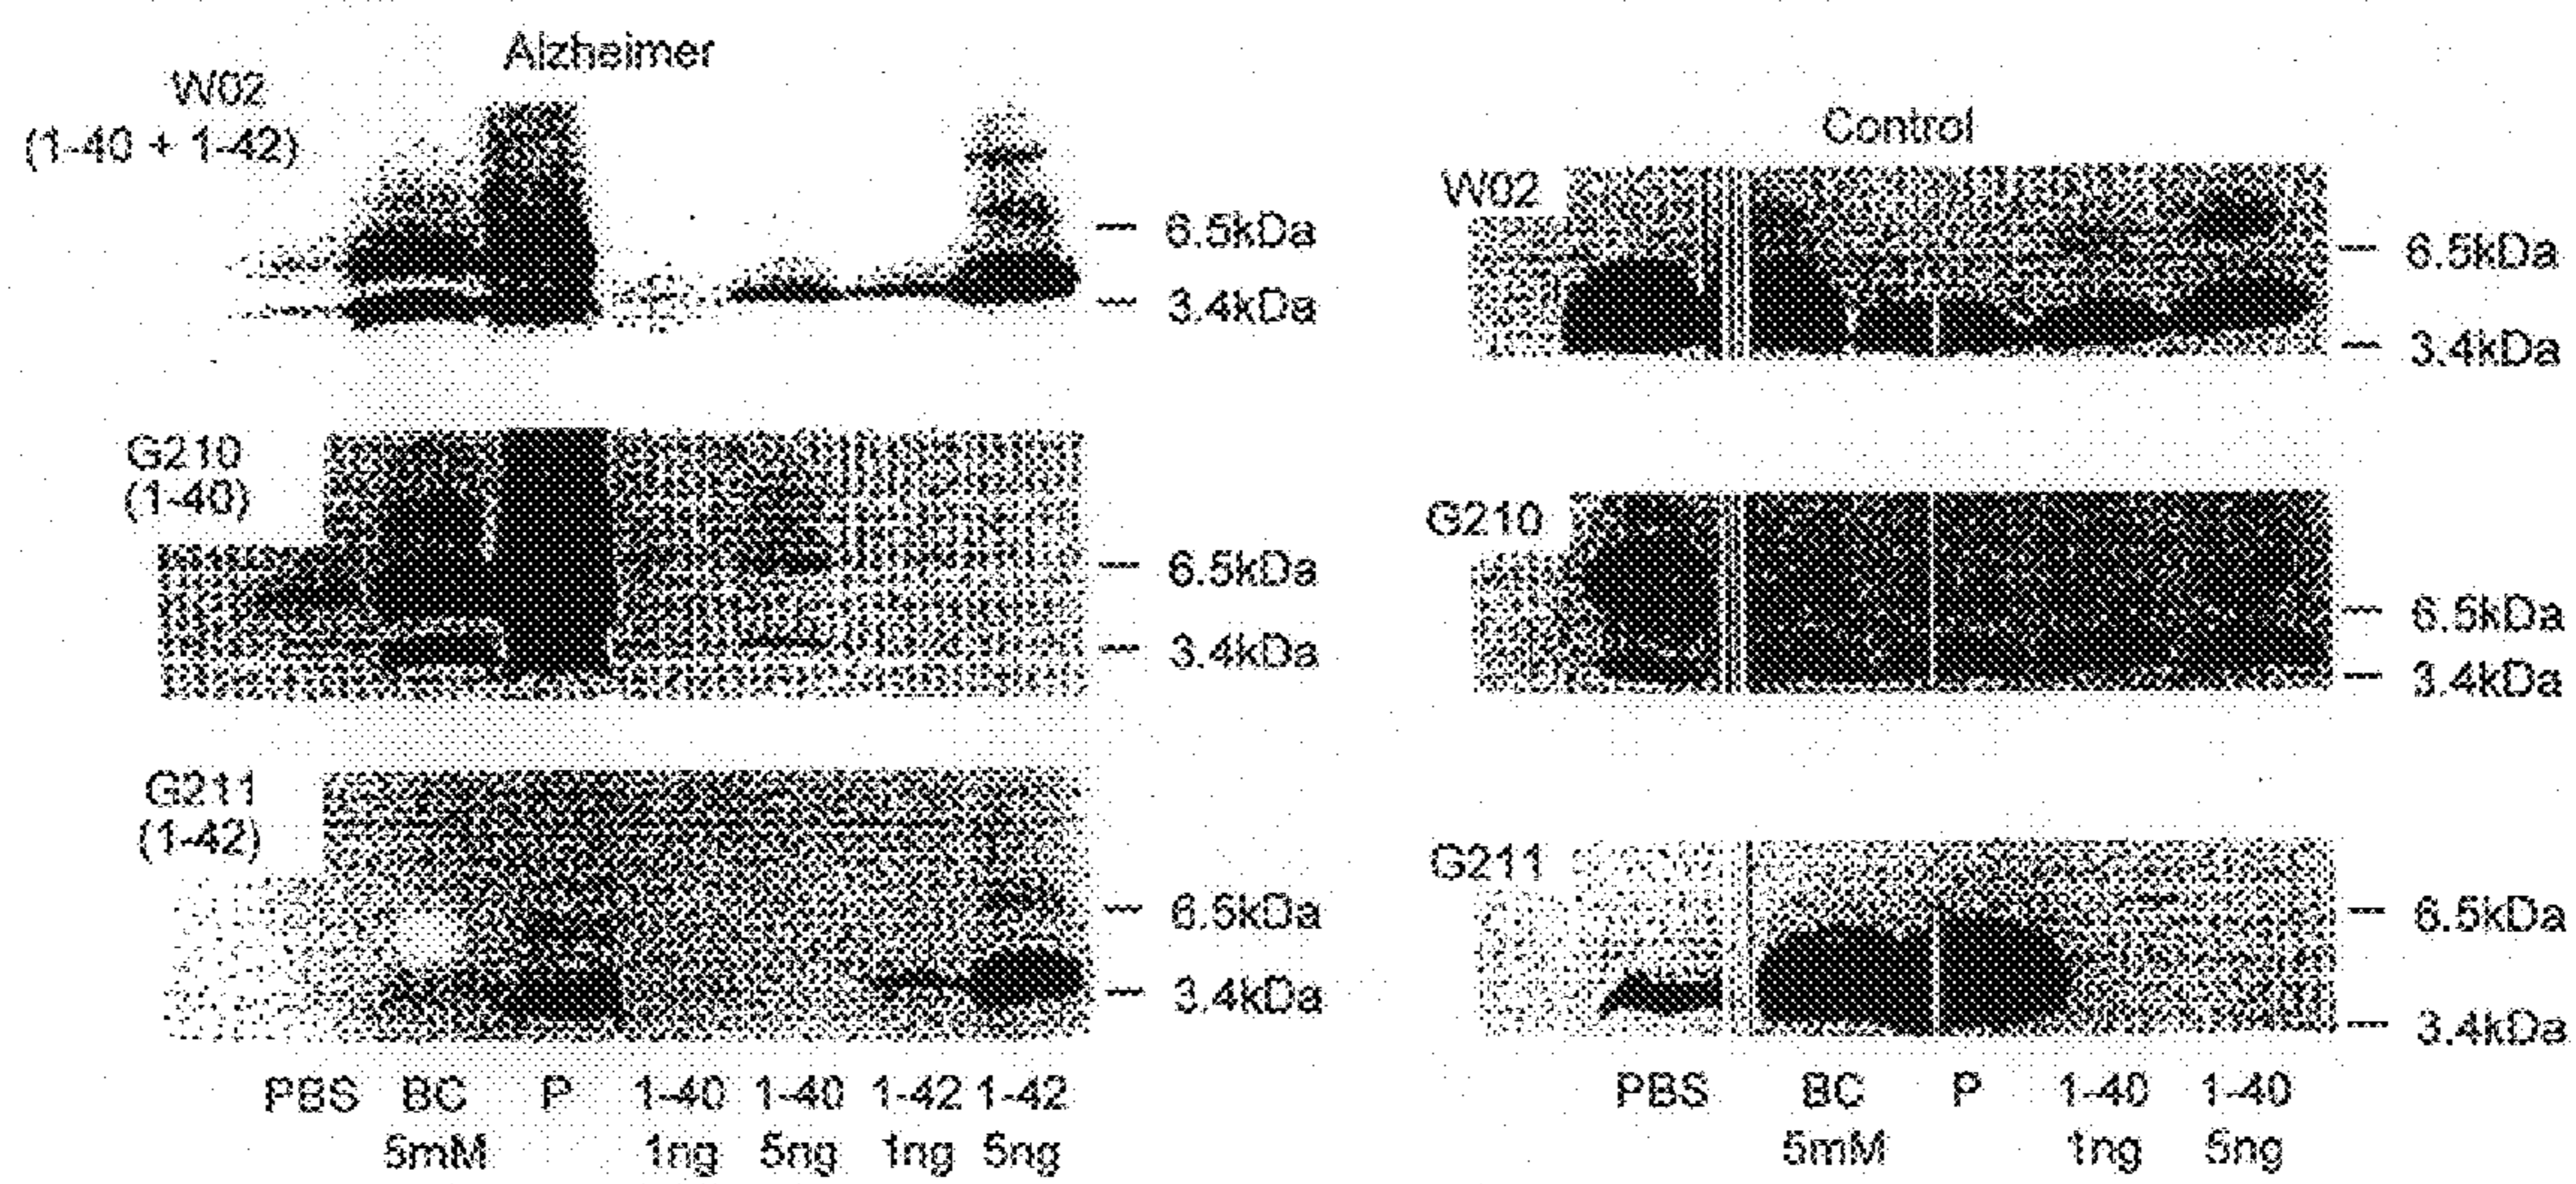 Alzheimer
W02
(1-40 + 1-42)
6.5kDa
3.4kDa
G210
(1-40)
6.5kDa
3.4kDa
G211
(1-42)
6.5kDa
3.4kDa
PBS BC P 1-40 1-40 1-42 1-42
5mM 1ng 5ng 1ng 5ng
Control
W02
6.5kDa
3.4kDa
G210
6.5kDa
3.4kDa
G211
6.5kDa
3.4kDa
PBS BC P 1-40 1-40
5mM 1ng 5ng